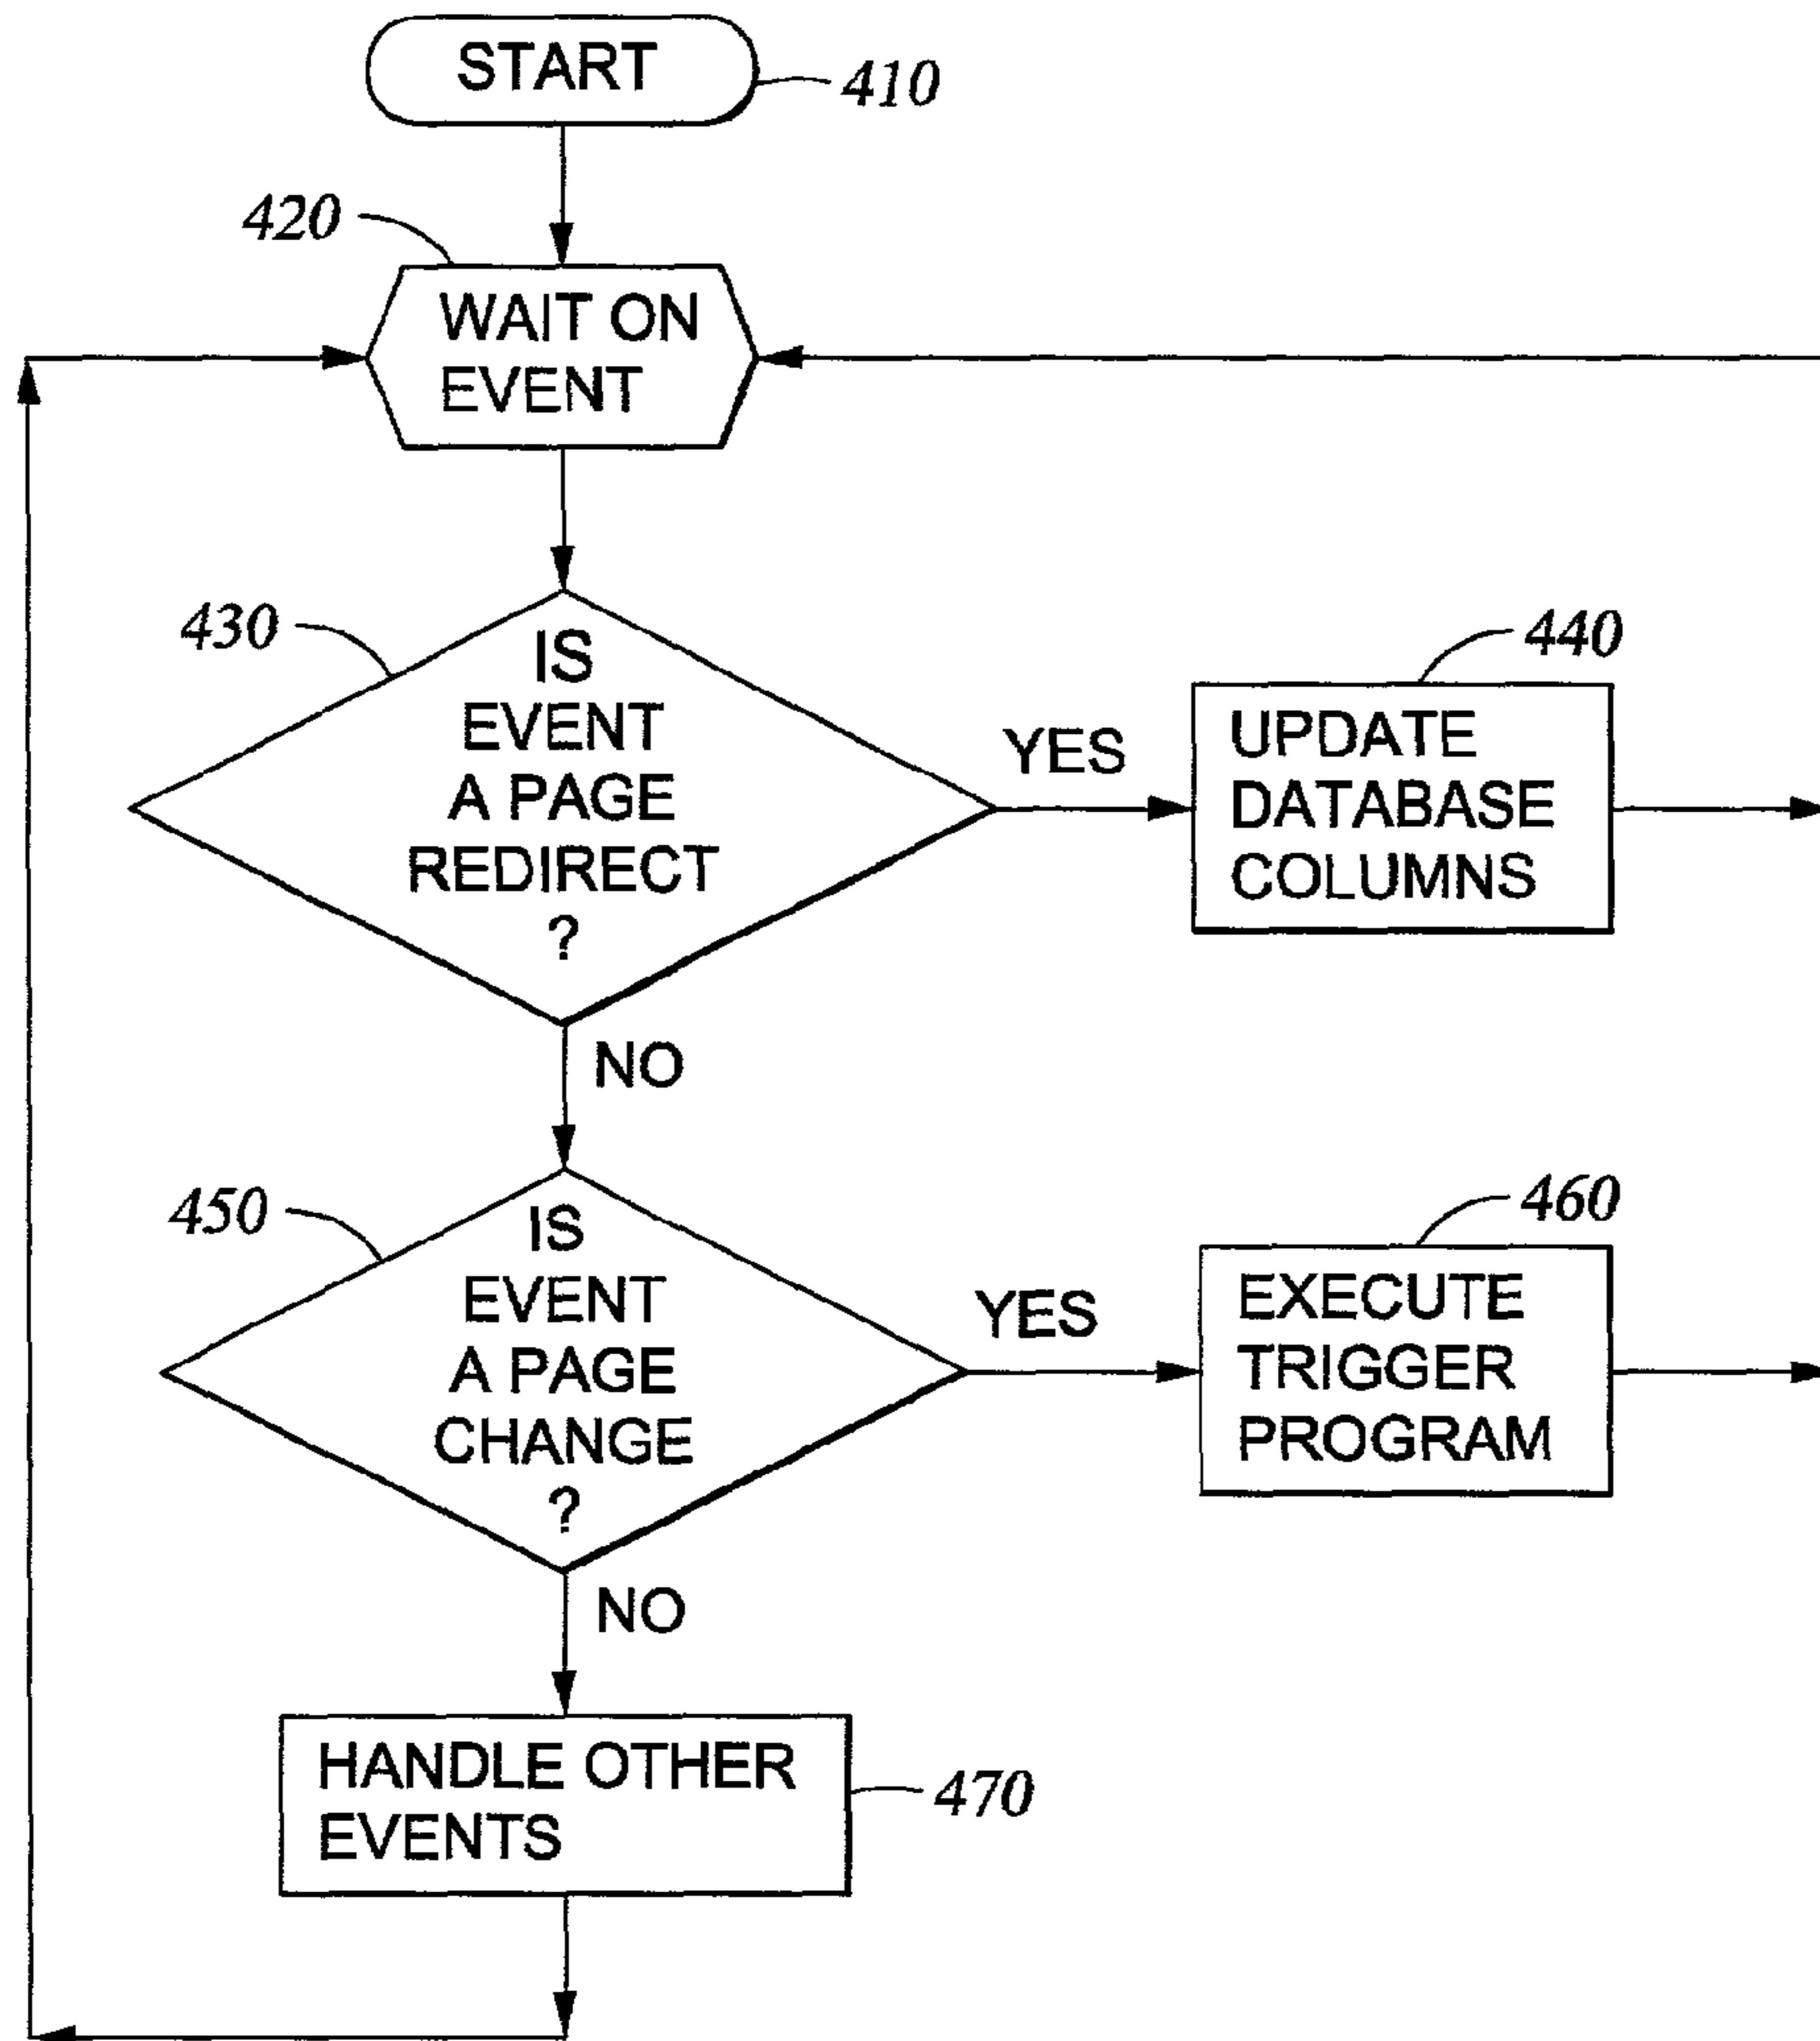 START
410
420
WAIT ON
EVENT
430
IS
EVENT
A PAGE
REDIRECT
?
YES
440
UPDATE
DATABASE
COLUMNS
NO
450
IS
EVENT
A PAGE
CHANGE
?
YES
460
EXECUTE
TRIGGER
PROGRAM
NO
HANDLE OTHER
EVENTS
470